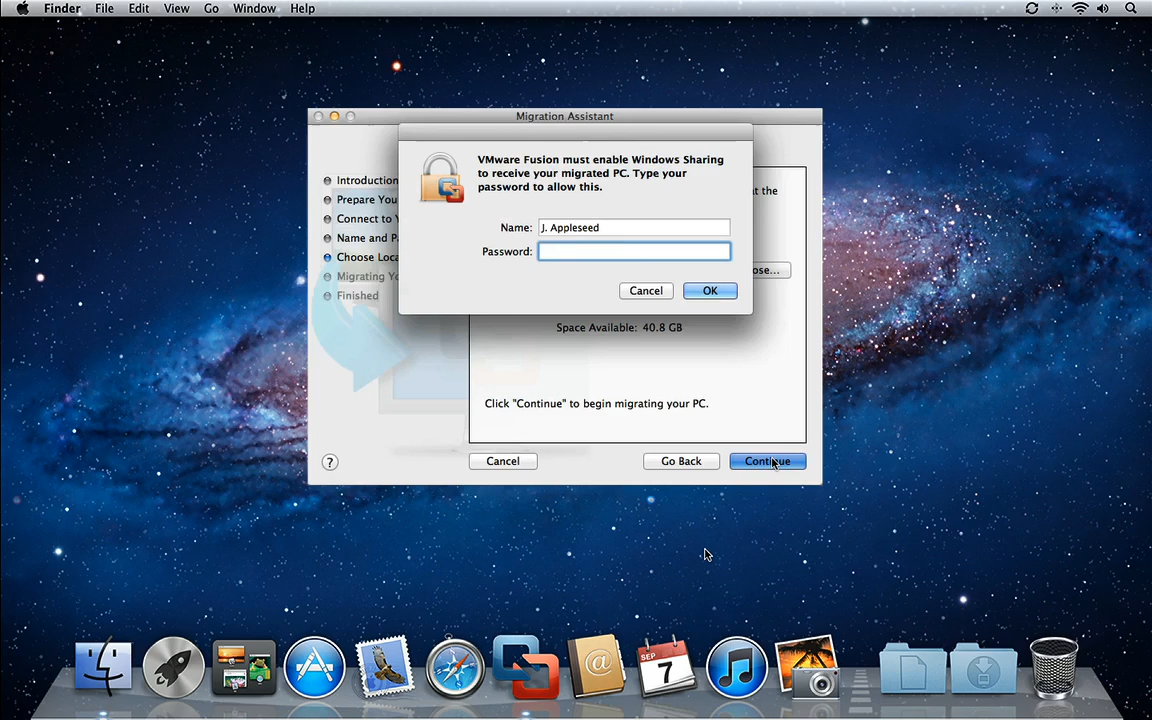 Finder File Edit View Go Window Help
Migration Assistant
VMware Fusion must enable Windows Sharing
to receive your migrated PC. Type your
password to allow this.
Name: J. Appleseed
Password:
Cancel OK
Introduction
Prepare You
Connect to
Name and
Choose Loca
Migrating
Finished
at the
ose...
Space Available: 40.8 GB
Click "Continue" to begin migrating your PC.
?
Cancel Go Back Continue
SEP
7
@